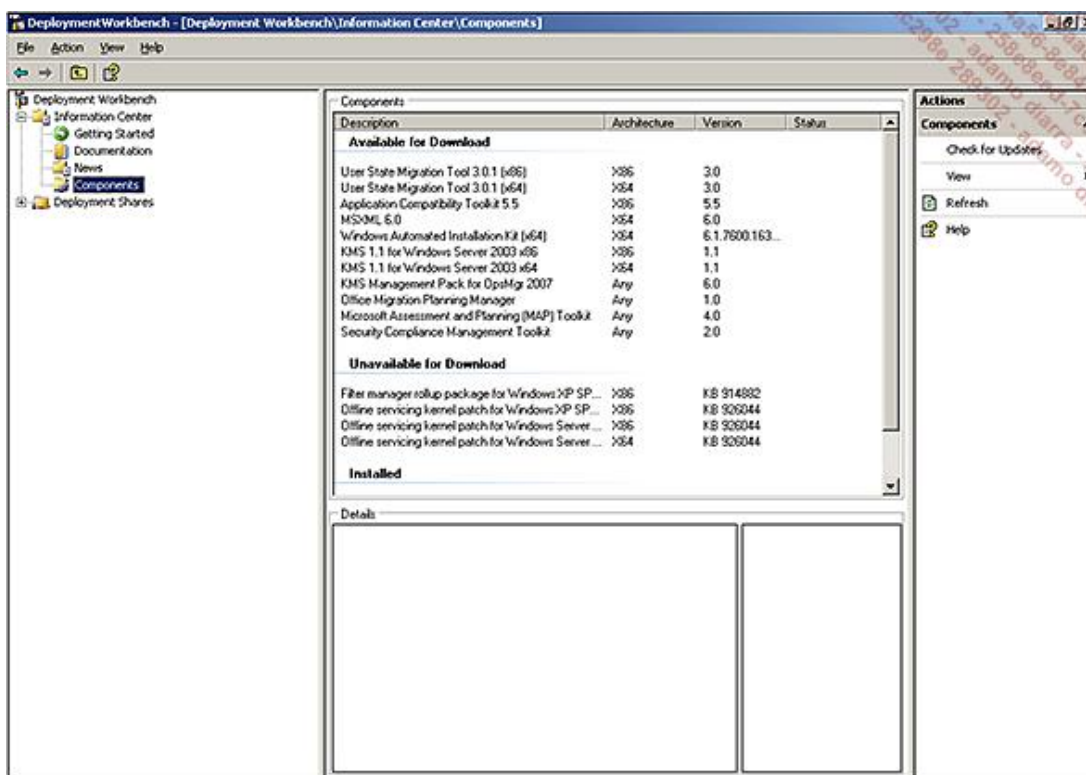 DeploymentWorkbench - [Deployment Workbench\Information Center\Components]
File Action View Help
Deployment Workbench
Information Center
Getting Started
Documentation
News
Components
Deployment Shares
Components
Description Architecture Version Status
Available for Download
User State Migration Tool 3.0.1 (x86) X86 3.0
User State Migration Tool 3.0.1 (x64) X64 3.0
Application Compatibility Toolkit 5.5 X86 5.5
MSXML 6.0 X64 6.0
Windows Automated Installation Kit (x64) X64 6.1.7600.163...
KMS 1.1 for Windows Server 2003 x86 X86 1.1
KMS 1.1 for Windows Server 2003 x64 X64 1.1
KMS Management Pack for OpsMgr 2007 Any 6.0
Office Migration Planning Manager Any 1.0
Microsoft Assessment and Planning (MAP) Toolkit Any 4.0
Security Compliance Management Toolkit Any 2.0
Unavailable for Download
Filter manager rollup package for Windows XP SP... X86 KB 914882
Offline servicing kernel patch for Windows XP SP... X86 KB 926044
Offline servicing kernel patch for Windows Server ... X86 KB 926044
Offline servicing kernel patch for Windows Server ... X64 KB 926044
Installed
Details
Actions
Components
Check for Updates
View
Refresh
Help
289302 - adamo diarra